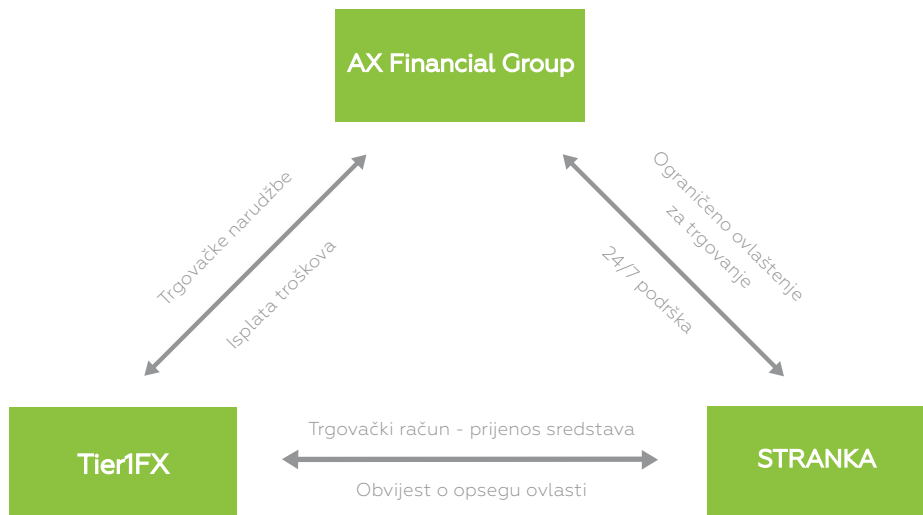 AX Financial Group
Trgovačke narudžbe
Isplata troškova
Ograničeno ovlaštenje
za trgovanje
24/7 podrška
Tier1FX
Trgovački račun - prijenos sredstava
Obvijest o opsegu ovlasti
STRANKA